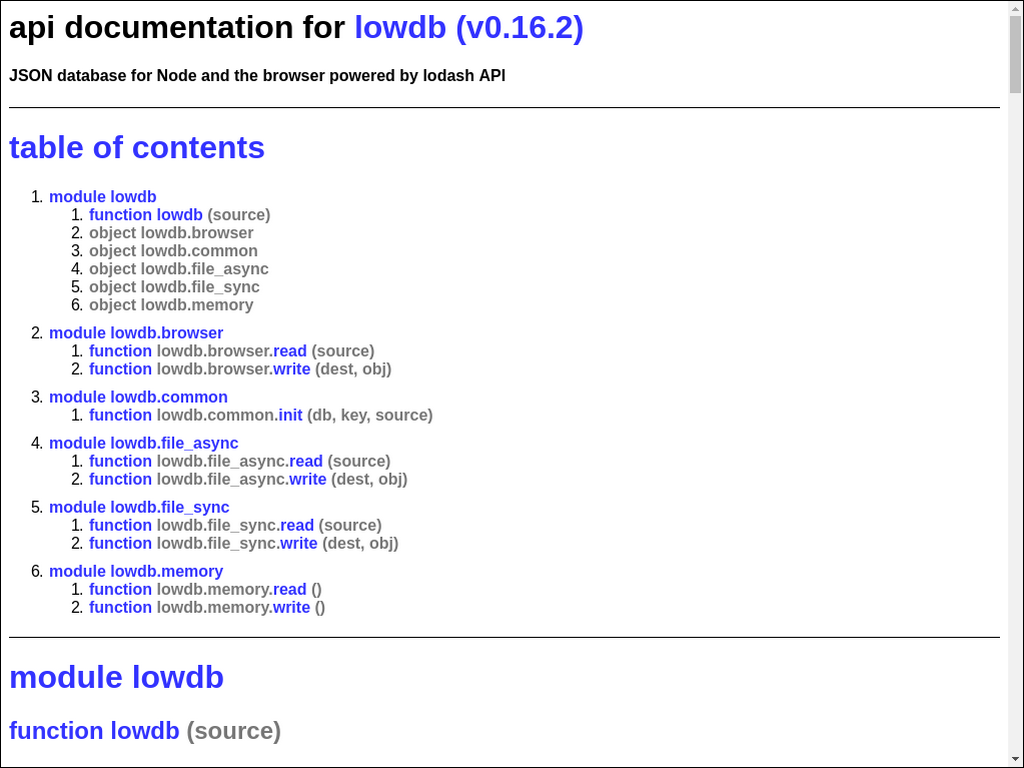 api documentation for lowdb (v0.16.2)
JSON database for Node and the browser powered by lodash API
table of contents
1. module lowdb
1. function lowdb (source)
2. object lowdb.browser
3. object lowdb.common
4. object lowdb.file_async
5. object lowdb.file_sync
6. object lowdb.memory
2. module lowdb.browser
1. function lowdb.browser.read (source)
2. function lowdb.browser.write (dest, obj)
3. module lowdb.common
1. function lowdb.common.init (db, key, source)
4. module lowdb.file_async
1. function lowdb.file_async.read (source)
2. function lowdb.file_async.write (dest, obj)
5. module lowdb.file_sync
1. function lowdb.file_sync.read (source)
2. function lowdb.file_sync.write (dest, obj)
6. module lowdb.memory
1. function lowdb.memory.read ()
2. function lowdb.memory.write ()
module lowdb
function lowdb (source)